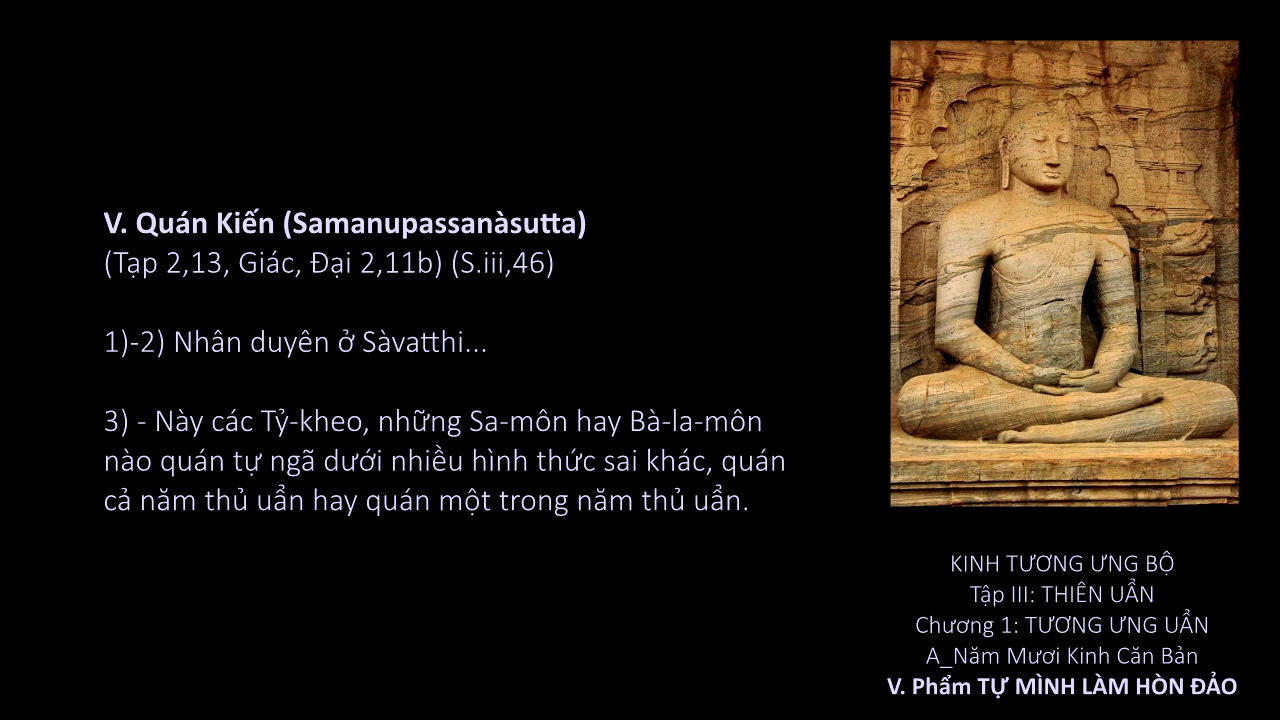 V. Quán Kiến (Samanupassanàsutta)
(Tạp 2,13, Giác, Đại 2,11b) (S.iii,46)
1)-2) Nhân duyên ở Sàvatthi...
3) - Này các Tỷ-kheo, những Sa-môn hay Bà-la-môn
nào quán tự ngã dưới nhiều hình thức sai khác, quán
cả năm thủ uẩn hay quán một trong năm thủ uẩn.
KINH TƯƠNG ƯNG BỘ
Tập III: THIÊN UẨN
Chương 1: TƯƠNG ƯNG UẨN
A_Năm Mươi Kinh Căn Bản
V. Phẩm TỰ MÌNH LÀM HÒN ĐẢO